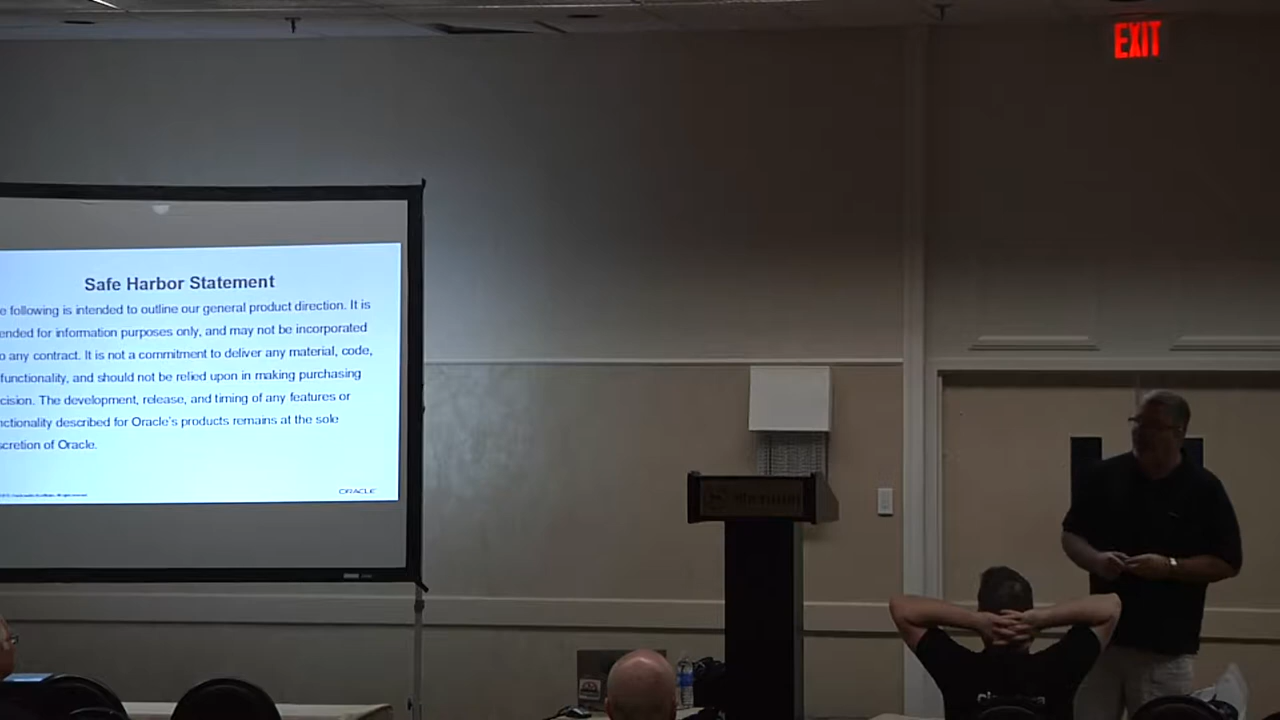 EXIT
Safe Harbor Statement
e following is intended to outline our general product direction. It is
ended for information purposes only, and may not be incorporated
o any contract. It is not a commitment to deliver any material, code,
functionality, and should not be relied upon in making purchasing
cision. The development, release, and timing of any features or
nctionality described for Oracle's products remains at the sole
scretion of Oracle.
ORACLE